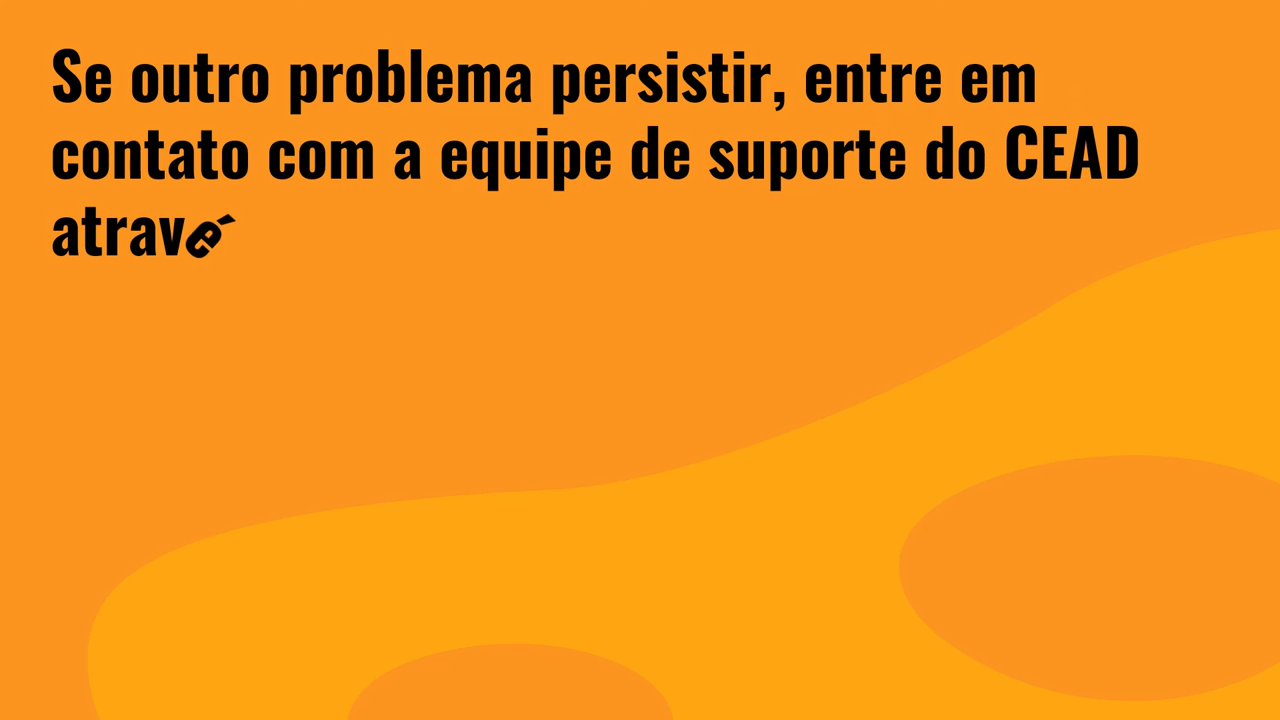 Se outro problema persistir, entre em
contato com a equipe de suporte do CEAD
atravé